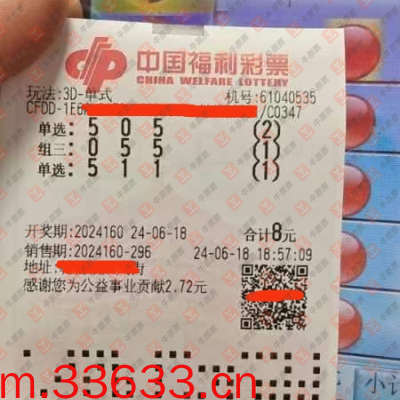 中国福利彩票
CHINA WELFARE LOTTERY
玩法:3D-单式 机号:61040535
CFDD-1E6 /C0347
单选: 5 0 5 (2)
组三: 0 5 5 (1)
单选: 5 1 1 (1)
开奖期:2024160 24-06-18 合计8元
销售期:2024160-296 24-06-18 18:57:09
地址: 街
感谢您为公益事业贡献2.72元
m.33633.cn
小计